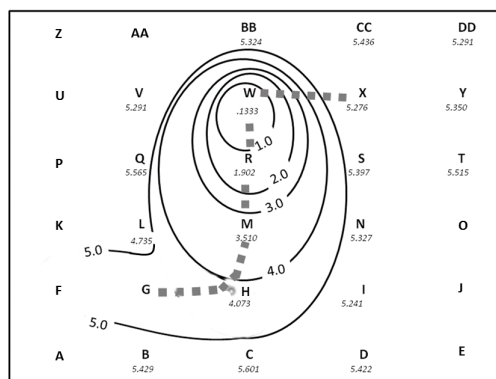 Z AA BB CC DD
5.324 5.436 5.291
U V W X Y
5.291 .1333 5.276 5.350
1.0
P Q R S T
5.565 1.902 5.397 5.515
2.0
3.0
K L M N O
4.735 3.510 5.327
5.0
4.0
F G H I J
4.073 5.241
5.0
A B C D E
5.429 5.601 5.422